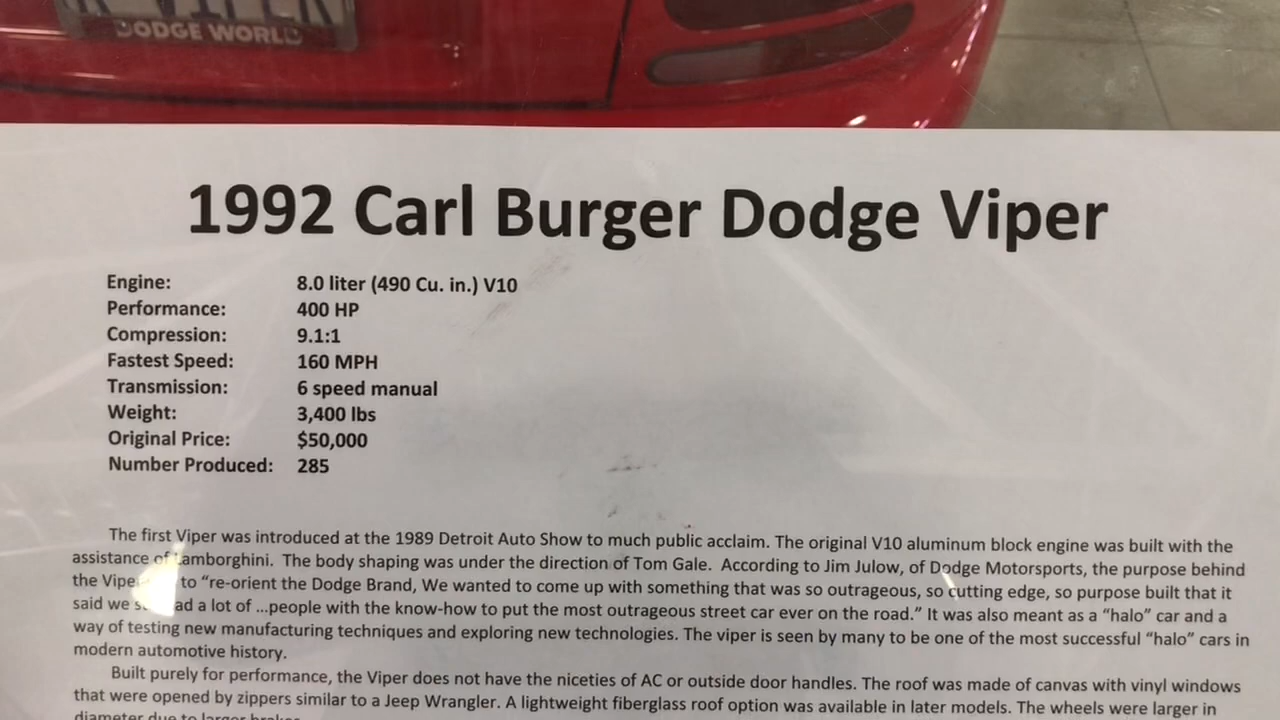 VIPER
DODGE WORLD
1992 Carl Burger Dodge Viper
Engine: 8.0 liter (490 Cu. in.) V10
Performance: 400 HP
Compression: 9.1:1
Fastest Speed: 160 MPH
Transmission: 6 speed manual
Weight: 3,400 lbs
Original Price: $50,000
Number Produced: 285
The first Viper was introduced at the 1989 Detroit Auto Show to much public acclaim. The original V10 aluminum block engine was built with the
assistance of Lamborghini. The body shaping was under the direction of Tom Gale. According to Jim Julow, of Dodge Motorsports, the purpose behind
the Viper to “re-orient the Dodge Brand, We wanted to come up with something that was so outrageous, so cutting edge, so purpose built that it
said we a lot of ...people with the know-how to put the most outrageous street car ever on the road.” It was also meant as a “halo” car and a
way of testing new manufacturing techniques and exploring new technologies. The viper is seen by many to be one of the most successful “halo” cars in
modern automotive history.
Built purely for performance, the Viper does not have the niceties of AC or outside door handles. The roof was made of canvas with vinyl windows
that were opened by zippers similar to a Jeep Wrangler. A lightweight fiberglass roof option was available in later models. The wheels were larger in
diameter due to larger brakes.